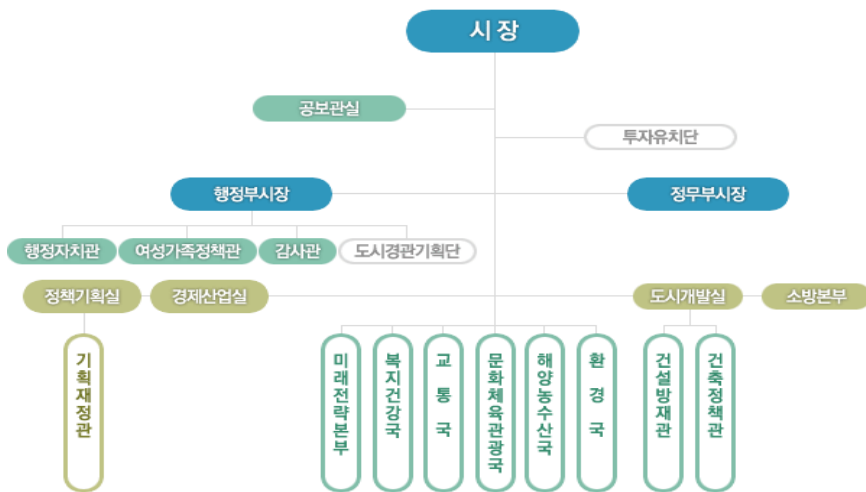 시장
공보관실
투자유치단
행정부시장
정무부시장
행정자치관
여성가족정책관
감사관
도시경관기획단
정책기획실
경제산업실
도시개발실
소방본부
기획재정관
미래전략본부
복지건강국
교통국
문화체육관광국
해양농수산국
환경국
건설방재관
건축정책관